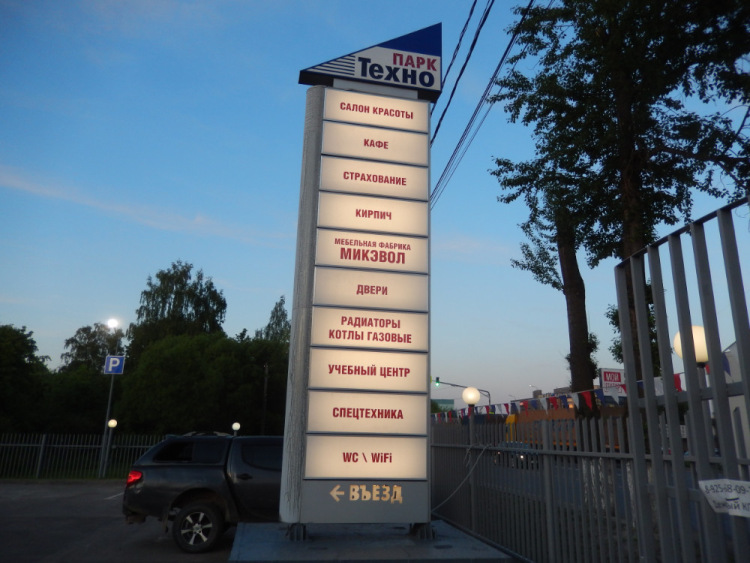 ПАРК
Техно
САЛОН КРАСОТЫ
КАФЕ
СТРАХОВАНИЕ
КИРПИЧ
МЕБЕЛЬНАЯ ФАБРИКА
МИКЭВОЛ
ДВЕРИ
РАДИАТОРЫ
КОТЛЫ ГАЗОВЫЕ
УЧЕБНЫЙ ЦЕНТР
СПЕЦТЕХНИКА
WC \ WiFi
← ВЪЕЗД
P